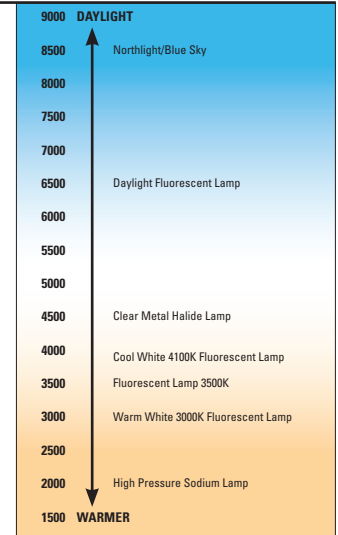 9000 DAYLIGHT
8500 Northlight/Blue Sky
8000
7500
7000
6500 Daylight Fluorescent Lamp
6000
5500
5000
4500 Clear Metal Halide Lamp
4000 Cool White 4100K Fluorescent Lamp
3500 Fluorescent Lamp 3500K
3000 Warm White 3000K Fluorescent Lamp
2500
2000 High Pressure Sodium Lamp
1500 WARMER